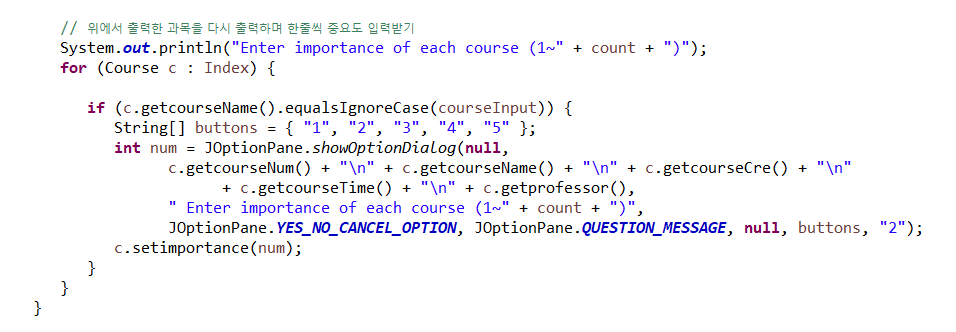 // 위에서 출력한 과목을 다시 출력하며 한줄씩 중요도 입력받기
System.out.println("Enter importance of each course (1~" + count + ")");
for (Course c : Index) {
if (c.getcourseName().equalsIgnoreCase(courseInput)) {
String[] buttons = { "1", "2", "3", "4", "5" };
int num = JOptionPane.showOptionDialog(null,
c.getcourseNum() + "\n" + c.getcourseName() + "\n" + c.getcourseCre() + "\n"
+ c.getcourseTime() + "\n" + c.getprofessor(),
" Enter importance of each course (1~" + count + ")",
JOptionPane.YES_NO_CANCEL_OPTION, JOptionPane.QUESTION_MESSAGE, null, buttons, "2");
c.setimportance(num);
}
}
}